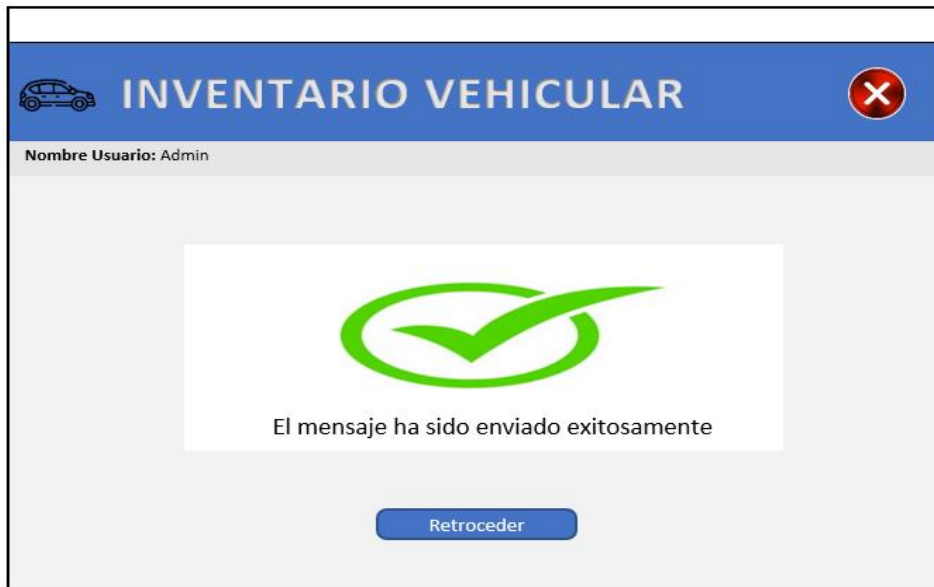 INVENTARIO VEHICULAR
Nombre Usuario: Admin
El mensaje ha sido enviado exitosamente
Retroceder